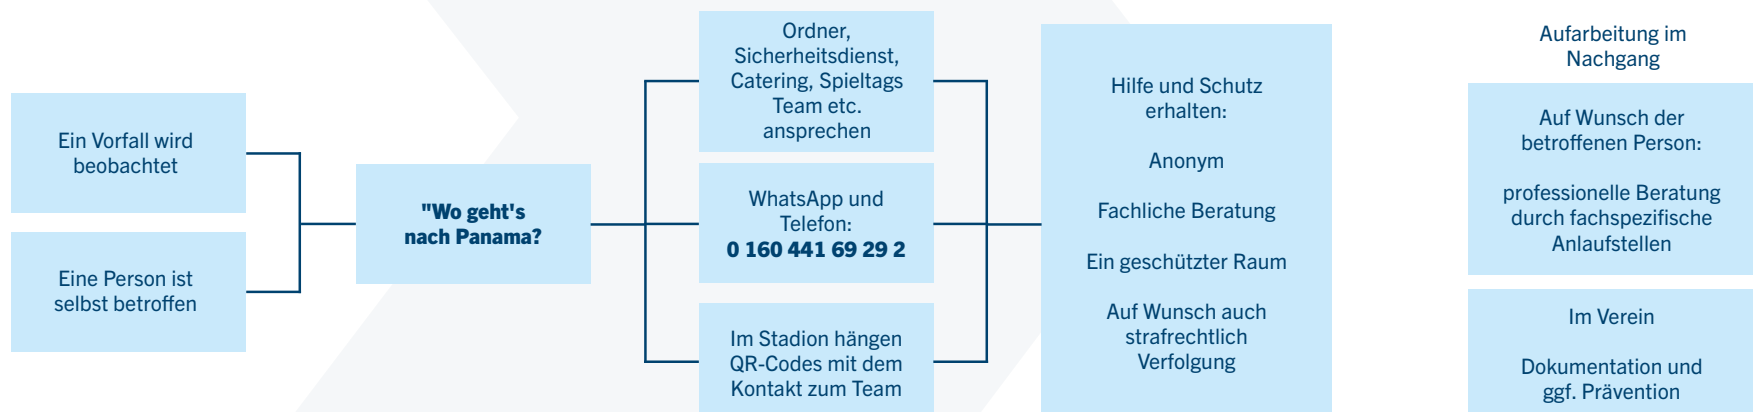 Ein Vorfall wird
beobachtet
Eine Person ist
selbst betroffen
"Wo geht's
nach Panama?
Ordner,
Sicherheitsdienst,
Catering, Spieltags
Team etc.
ansprechen
WhatsApp und
Telefon:
0 160 441 69 29 2
Im Stadion hängen
QR-Codes mit dem
Kontakt zum Team
Hilfe und Schutz
erhalten:
Anonym
Fachliche Beratung
Ein geschützter Raum
Auf Wunsch auch
strafrechtlich
Verfolgung
Aufarbeitung im
Nachgang
Auf Wunsch der
betroffenen Person:
professionelle Beratung
durch fachspezifische
Anlaufstellen
Im Verein
Dokumentation und
ggf. Prävention